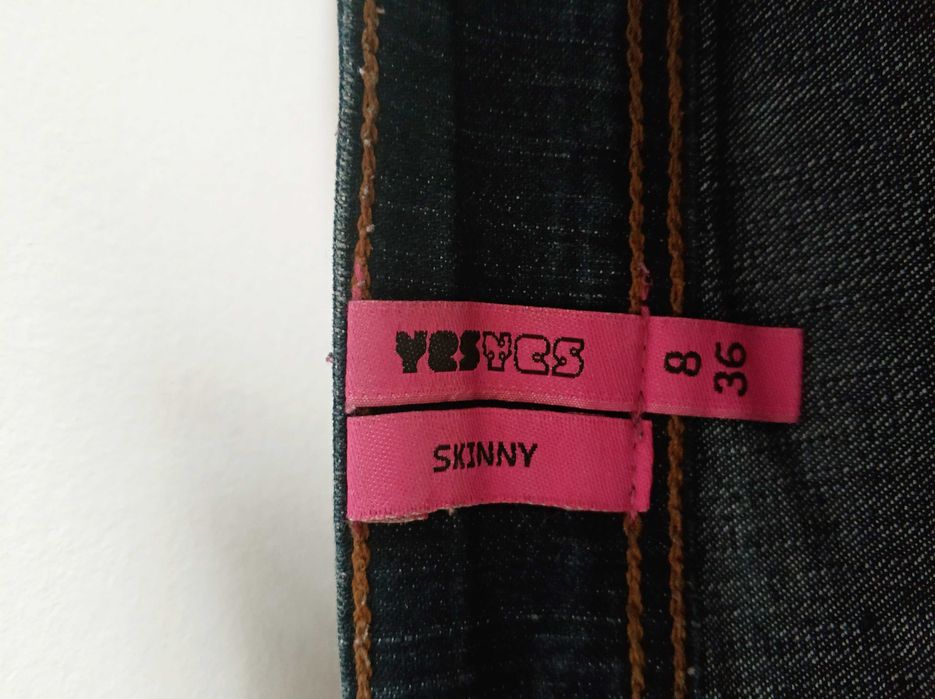 YESYES
8
36
SKINNY